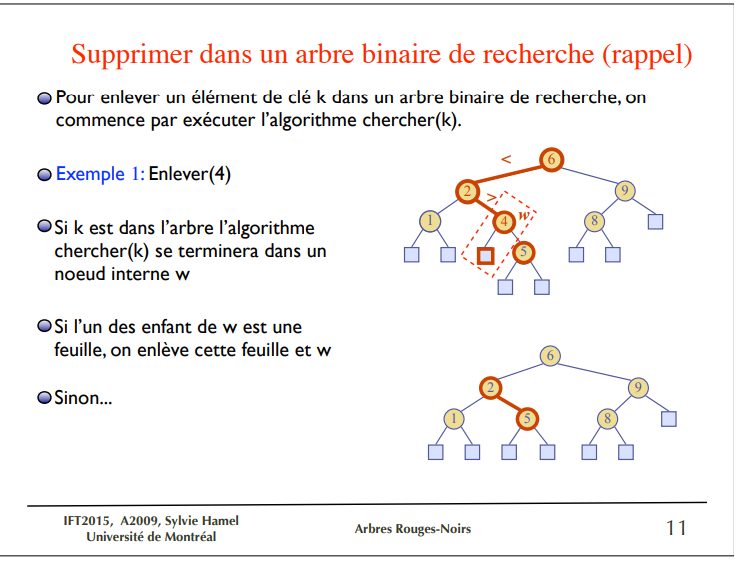 Supprimer dans un arbre binaire de recherche (rappel)
Pour enlever un élément de clé k dans un arbre binaire de recherche, on
commence par exécuter l'algorithme chercher(k).
Exemple 1: Enlever(4)
Si k est dans l'arbre l'algorithme
chercher(k) se terminera dans un
noeud interne w
Si l'un des enfant de w est une
feuille, on enlève cette feuille et w
Sinon...
< 6
2 > 9
1 4 w 8
5
6
2 9
1 5 8
IFT2015, A2009, Sylvie Hamel
Université de Montréal
Arbres Rouges-Noirs
11